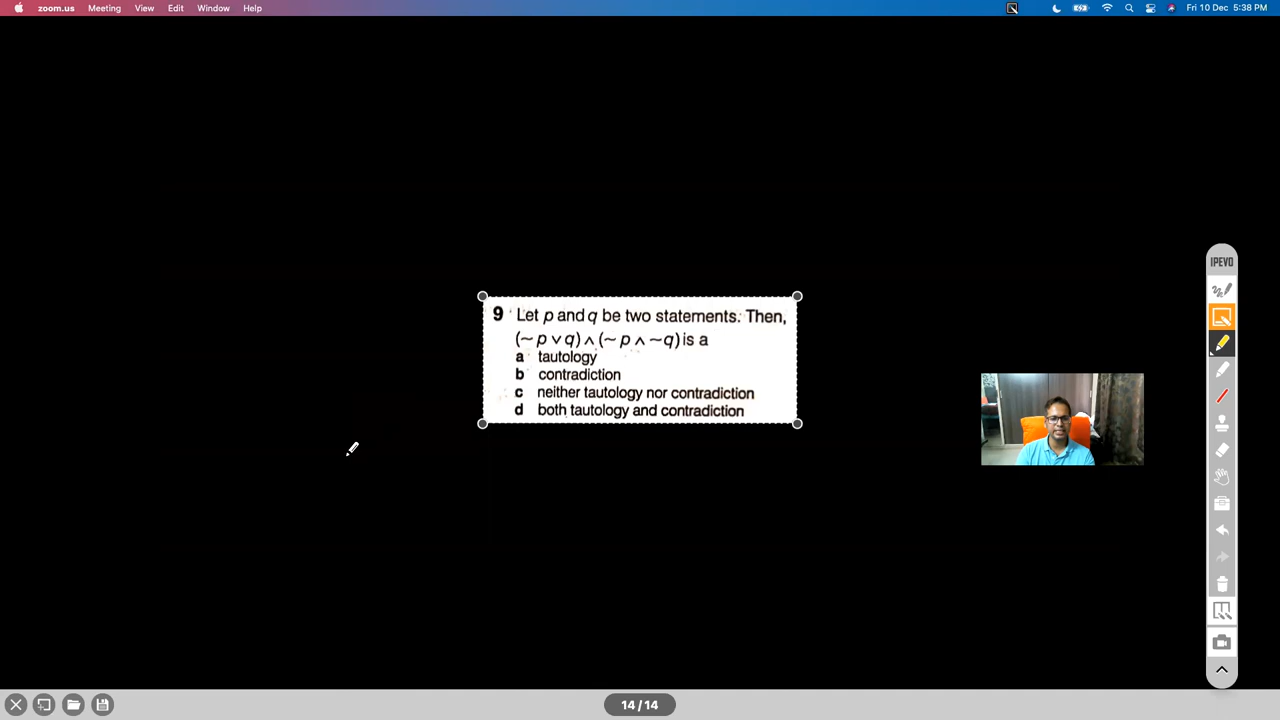 zoom.us Meeting View Edit Window Help Fri 10 Dec 5:38 PM
9 Let p and q be two statements. Then,
(~ p ∨ q) ∧ (~ p ∧ ~q) is a
a tautology
b contradiction
c neither tautology nor contradiction
d both tautology and contradiction
IPEVO
14 / 14